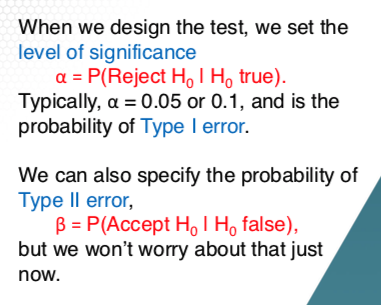 When we design the test, we set the
level of significance
α = P(Reject H₀ | H₀ true).
Typically, α = 0.05 or 0.1, and is the
probability of Type I error.
We can also specify the probability of
Type II error,
β = P(Accept H₀ | H₀ false),
but we won’t worry about that just
now.